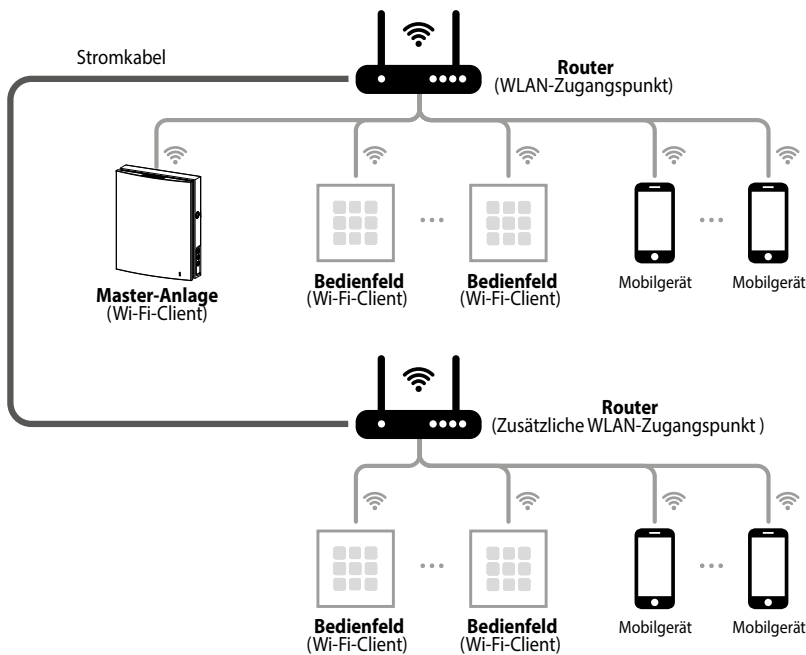 Stromkabel
Router
(WLAN-Zugangspunkt)
Master-Anlage
(Wi-Fi-Client)
Bedienfeld
(Wi-Fi-Client)
Bedienfeld
(Wi-Fi-Client)
Mobilgerät
Mobilgerät
Router
(Zusätzliche WLAN-Zugangspunkt )
Bedienfeld
(Wi-Fi-Client)
Bedienfeld
(Wi-Fi-Client)
Mobilgerät
Mobilgerät